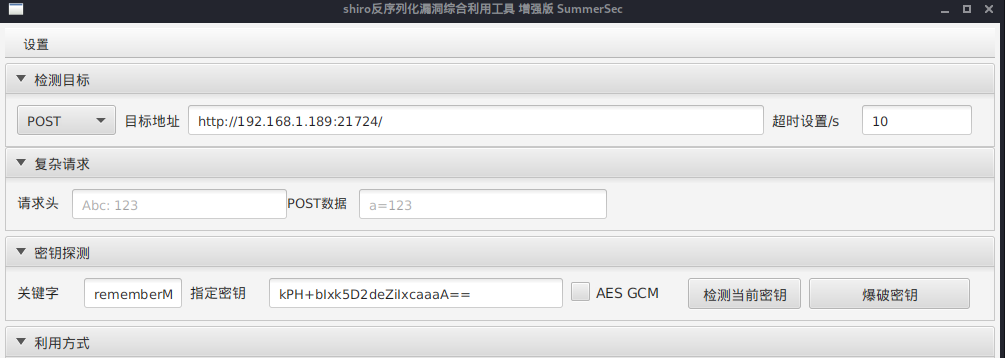 shiro反序列化漏洞综合利用工具 增强版 SummerSec
设置
检测目标
POST 目标地址 http://192.168.1.189:21724/ 超时设置/s 10
复杂请求
请求头 Abc: 123 POST数据 a=123
密钥探测
关键字 rememberM 指定密钥 kPH+bIxk5D2deZiIxcaaaA== AES GCM 检测当前密钥 爆破密钥
利用方式